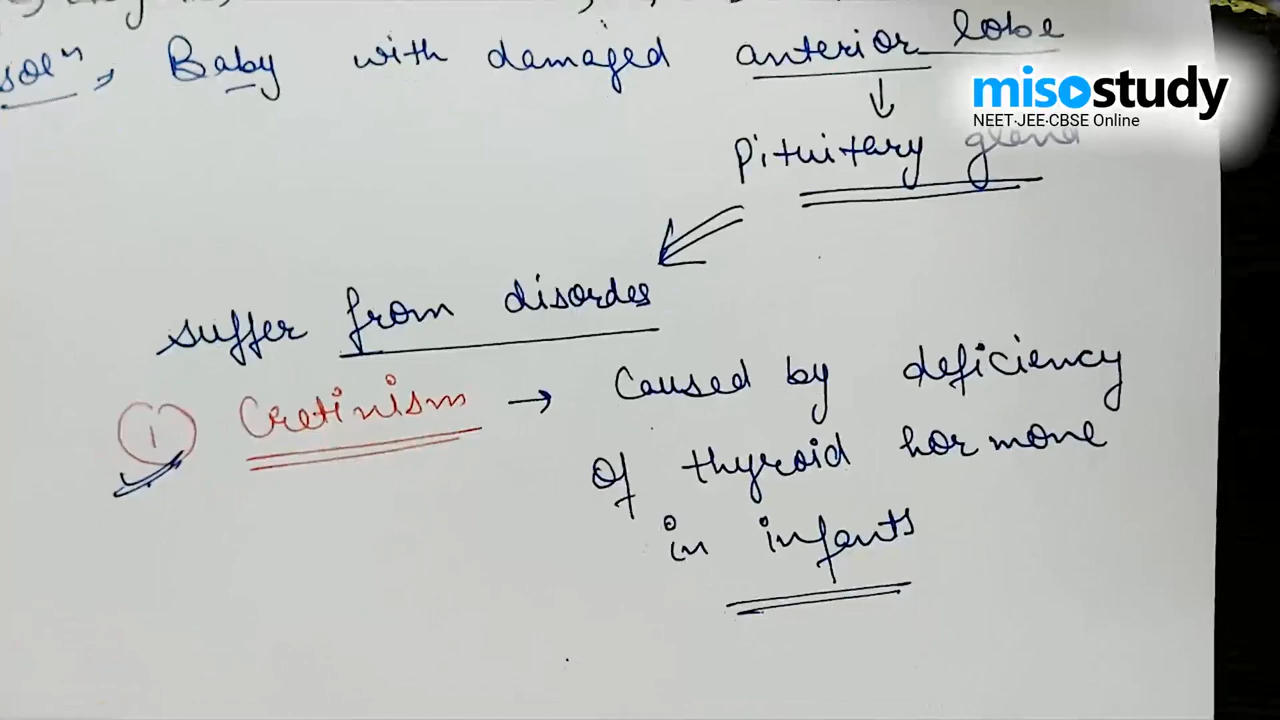 soln, Baby with damaged anterior lobe
misostudy
NEET·JEE·CBSE Online
Pituitary gland
suffer from disordes
1 Cretinism → Caused by deficiency
of thyroid hormone
in infants